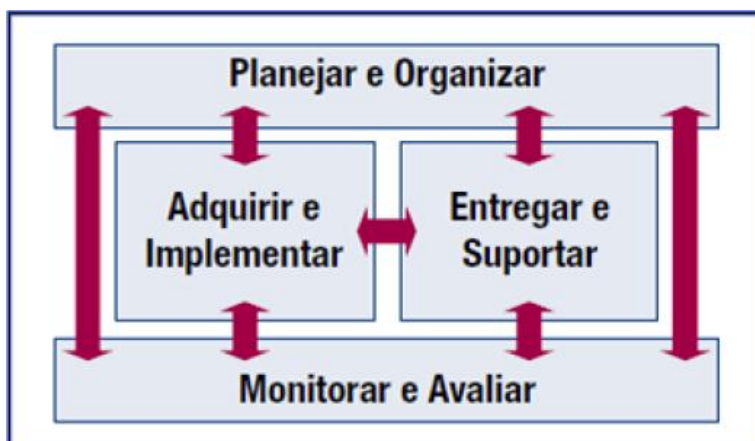 Planejar e Organizar
Adquirir e
Implementar
Entregar e
Suportar
Monitorar e Avaliar